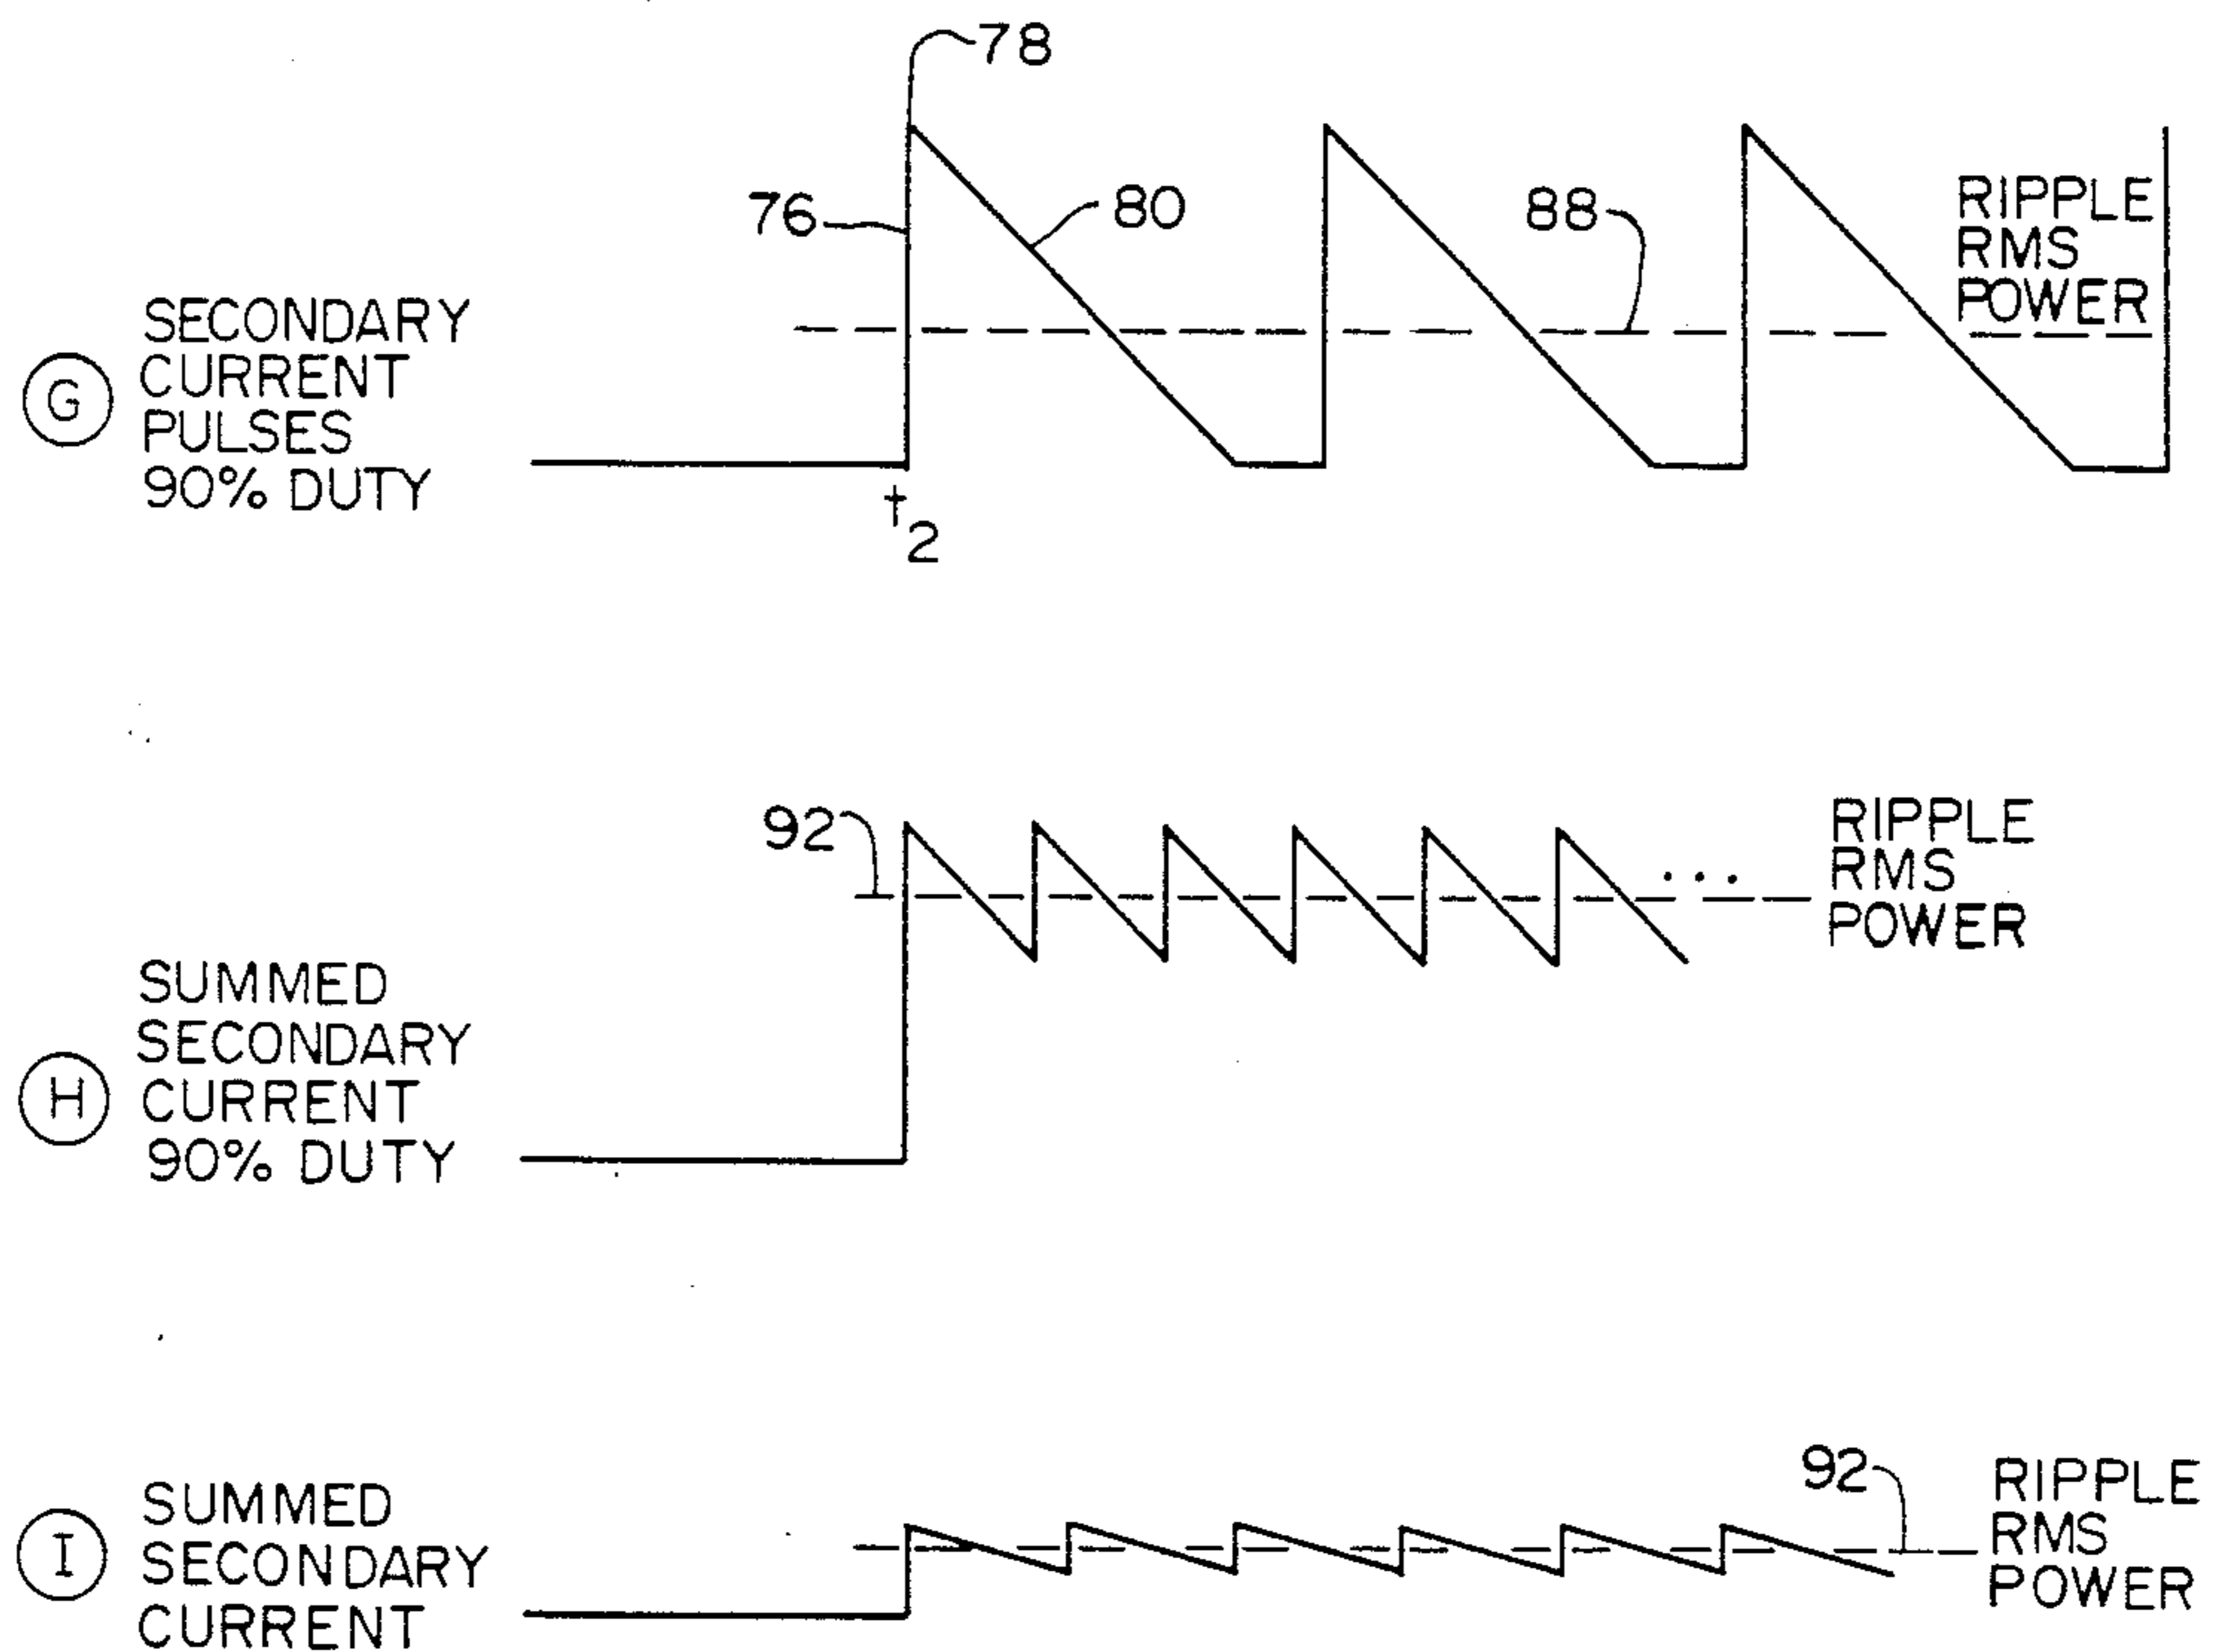 78
76
80
88
RIPPLE
RMS
POWER
G
SECONDARY
CURRENT
PULSES
90% DUTY
t2
92
RIPPLE
RMS
POWER
H
SUMMED
SECONDARY
CURRENT
90% DUTY
92
RIPPLE
RMS
POWER
I
SUMMED
SECONDARY
CURRENT